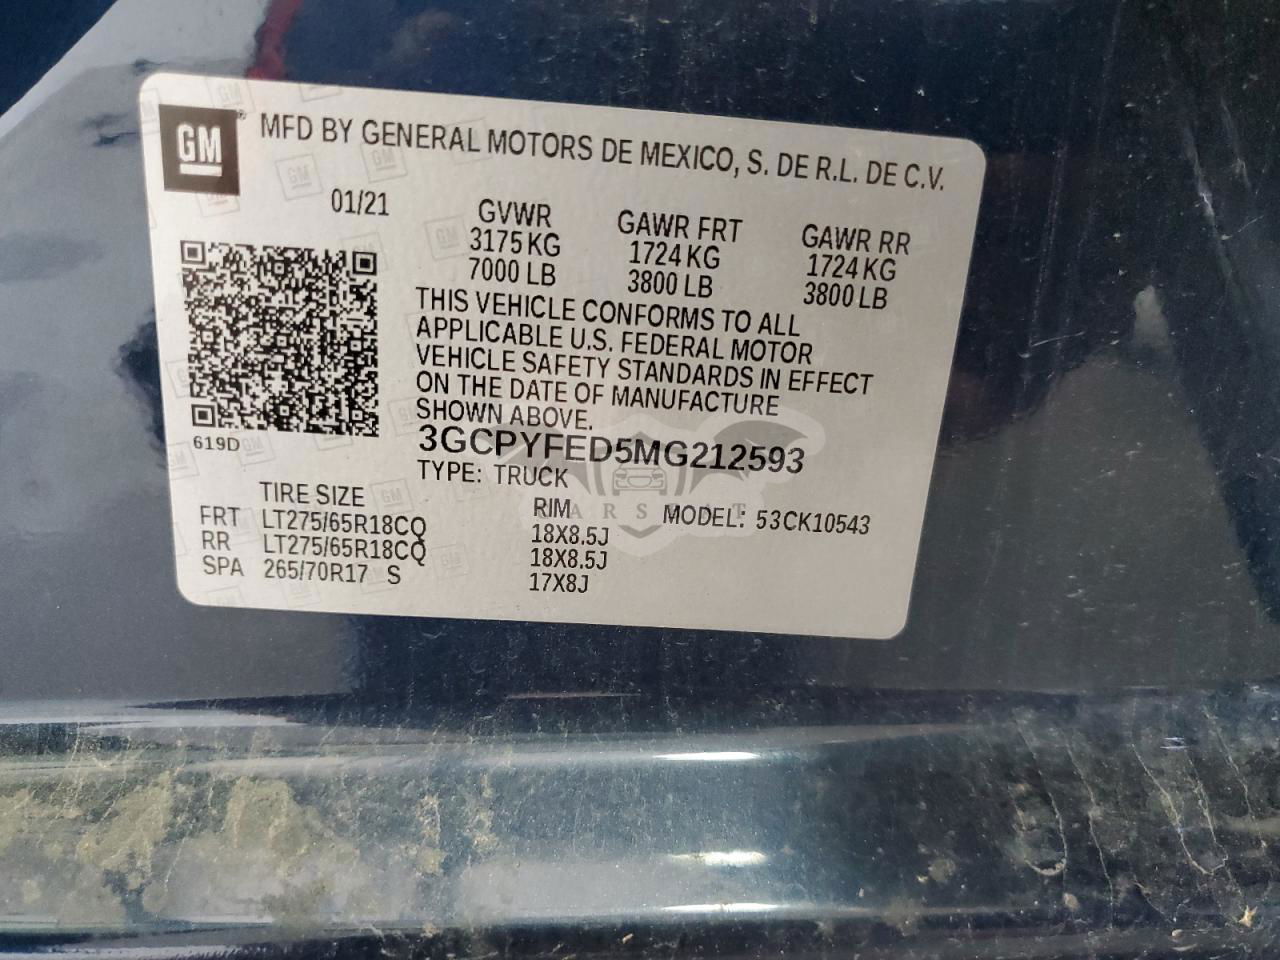 GM ® MFD BY GENERAL MOTORS DE MEXICO, S. DE R.L. DE C.V.
01/21
GVWR GAWR FRT GAWR RR
3175 KG 1724 KG 1724 KG
7000 LB 3800 LB 3800 LB
THIS VEHICLE CONFORMS TO ALL
APPLICABLE U.S. FEDERAL MOTOR
VEHICLE SAFETY STANDARDS IN EFFECT
ON THE DATE OF MANUFACTURE
SHOWN ABOVE.
619D
3GCPYFED5MG212593
TYPE: TRUCK
TIRE SIZE RIM MODEL: 53CK10543
FRT LT275/65R18CQ 18X8.5J
RR LT275/65R18CQ 18X8.5J
SPA 265/70R17 S 17X8J